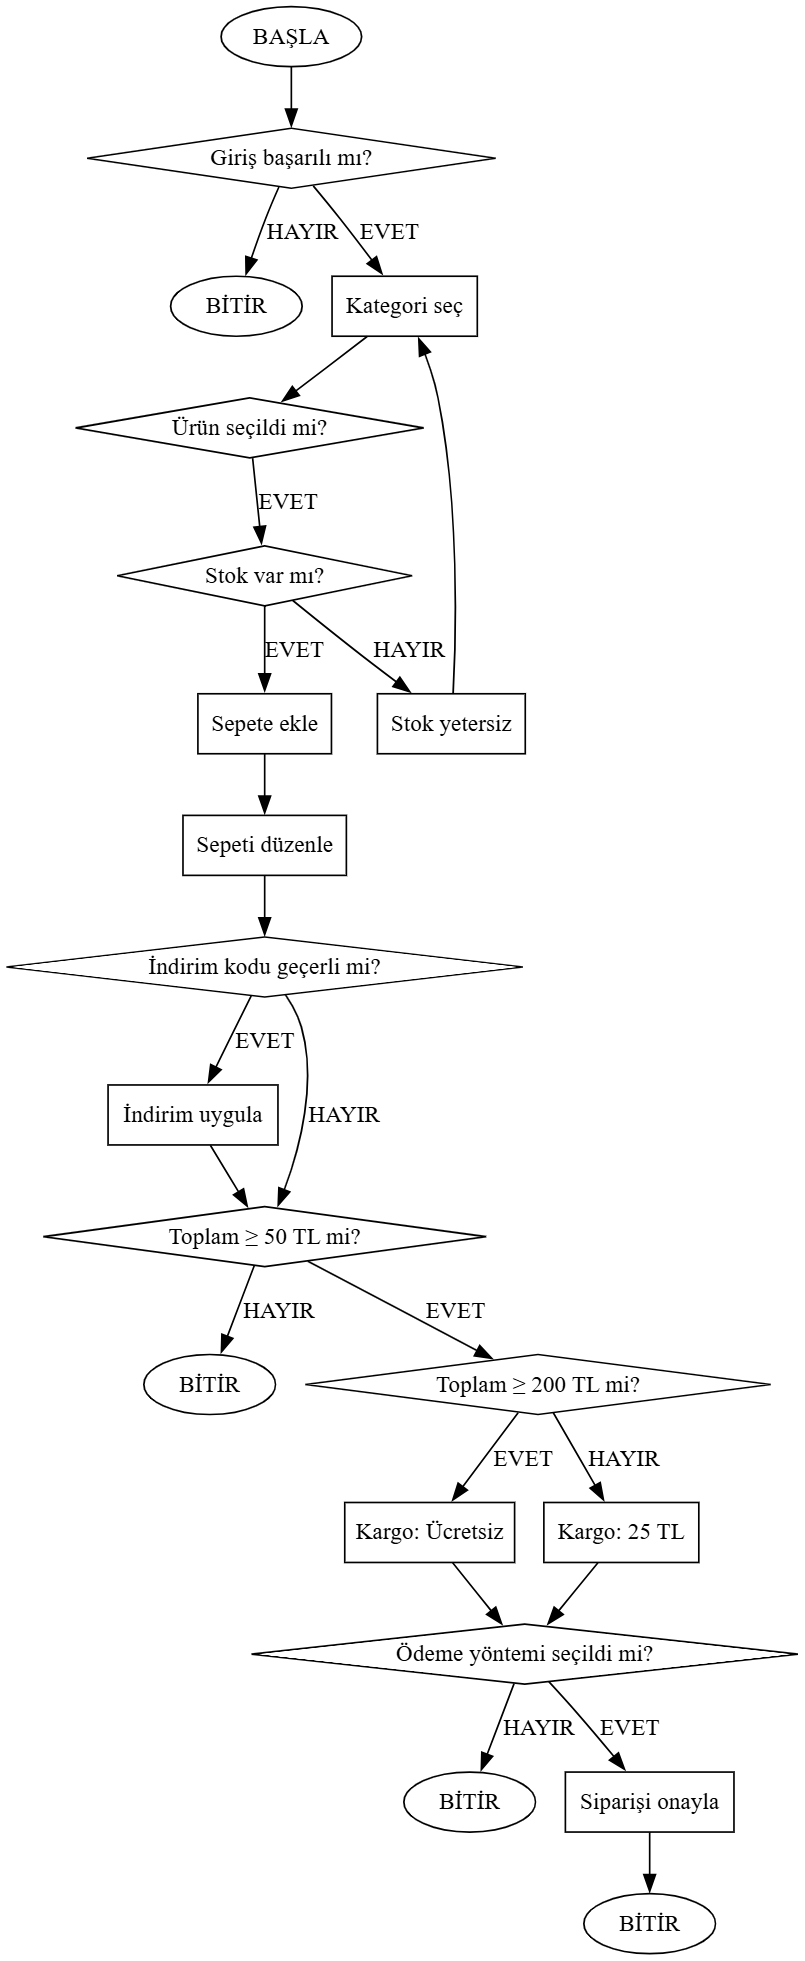 BAŞLA
Giriş başarılı mı?
HAYIR
EVET
BİTİR
Kategori seç
Ürün seçildi mi?
EVET
Stok var mı?
EVET
HAYIR
Sepete ekle
Stok yetersiz
Sepeti düzenle
İndirim kodu geçerli mi?
EVET
İndirim uygula
HAYIR
Toplam ≥ 50 TL mi?
HAYIR
EVET
BİTİR
Toplam ≥ 200 TL mi?
EVET
HAYIR
Kargo: Ücretsiz
Kargo: 25 TL
Ödeme yöntemi seçildi mi?
HAYIR
EVET
BİTİR
Siparişi onayla
BİTİR